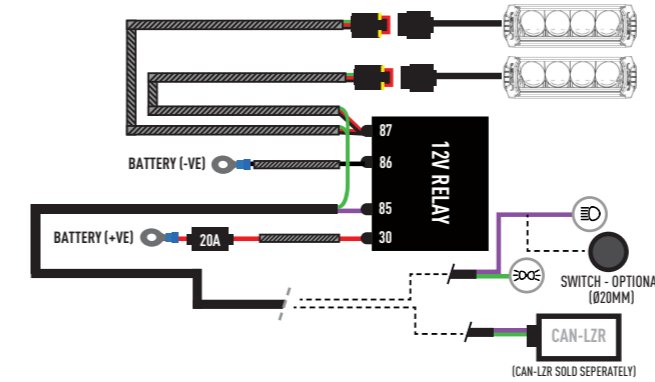 87
BATTERY (-VE)
86
12V RELAY
85
BATTERY (+VE)
20A
30
SWITCH - OPTIONA
(Ø20MM)
CAN-LZR
(CAN-LZR SOLD SEPERATELY)